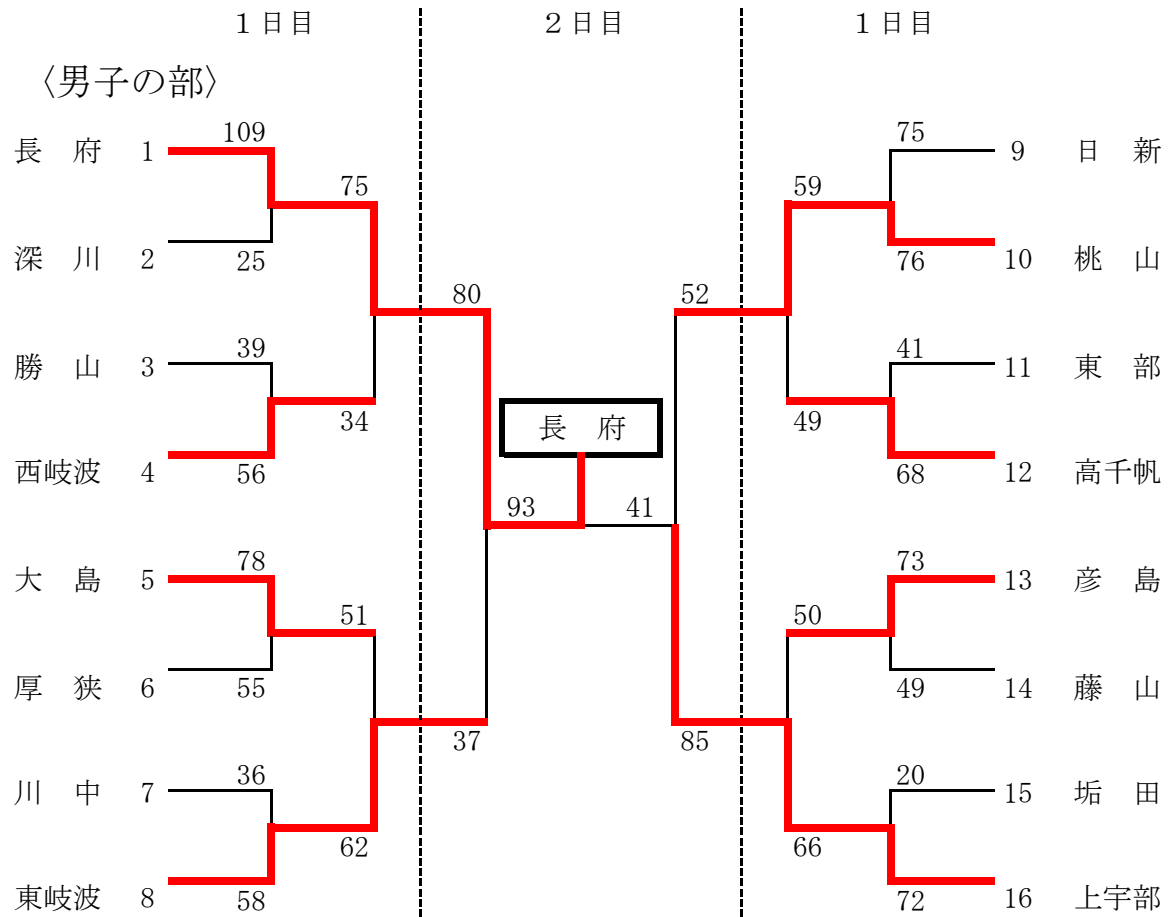 1日目 2日目 1日目
〈男子の部〉
109 75
長府 1 9 日新
75 59
深川 2 25 76 10 桃山
80 52
39 41
勝山 3 11 東部
長府
34 49
西岐波 4 56 68 12 高千帆
93 41
78 73
大島 5 13 彦島
51 50
厚狭 6 55 49 14 藤山
37 85
36 20
川中 7 15 垢田
62 66
東岐波 8 58 72 16 上宇部